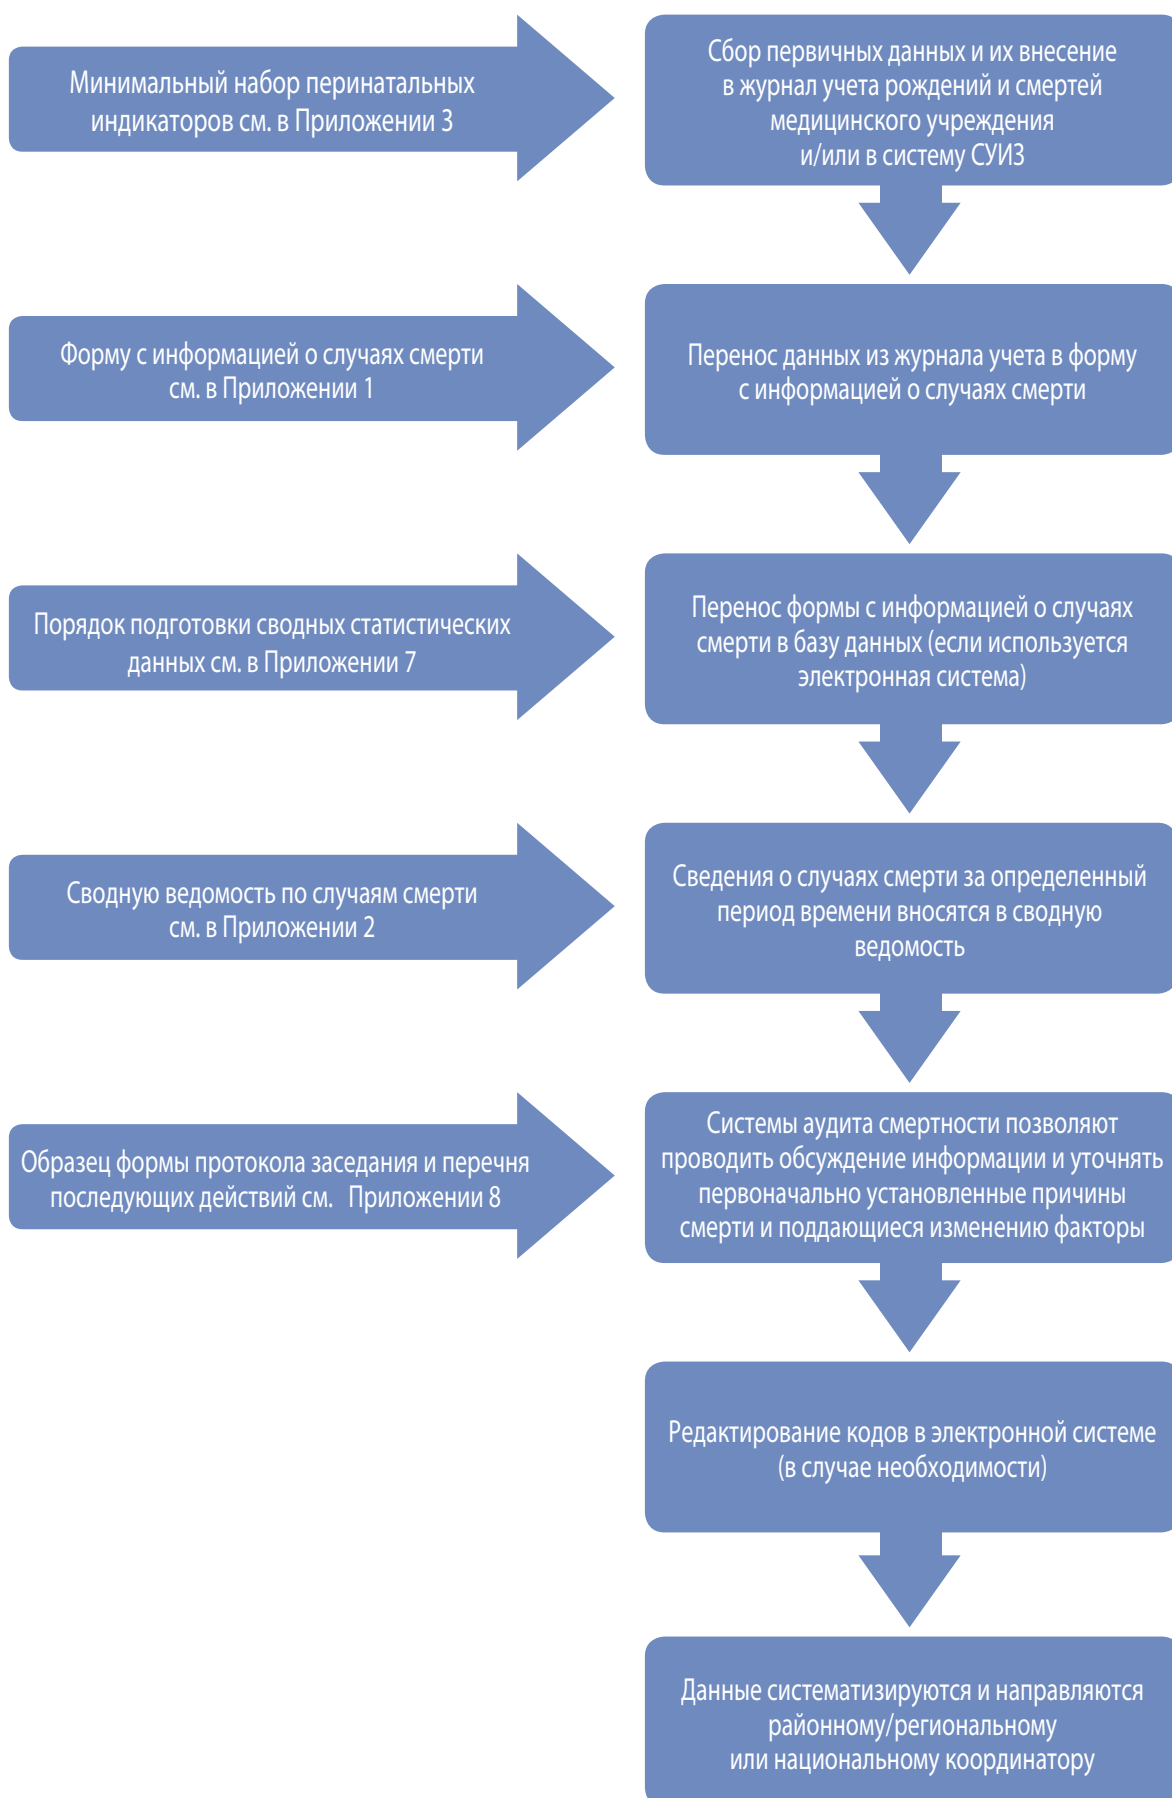 Минимальный набор перинатальных
индикаторов см. в Приложении 3
Сбор первичных данных и их внесение
в журнал учета рождений и смертей
медицинского учреждения
и/или в систему СУИЗ
Форму с информацией о случаях смерти
см. в Приложении 1
Перенос данных из журнала учета в форму
с информацией о случаях смерти
Порядок подготовки сводных статистических
данных см. в Приложении 7
Перенос формы с информацией о случаях
смерти в базу данных (если используется
электронная система)
Сводную ведомость по случаям смерти
см. в Приложении 2
Сведения о случаях смерти за определенный
период времени вносятся в сводную
ведомость
Образец формы протокола заседания и перечня
последующих действий см. Приложении 8
Системы аудита смертности позволяют
проводить обсуждение информации и уточнять
первоначально установленные причины
смерти и поддающиеся изменению факторы
Редактирование кодов в электронной системе
(в случае необходимости)
Данные систематизируются и направляются
районному/региональному
или национальному координатору